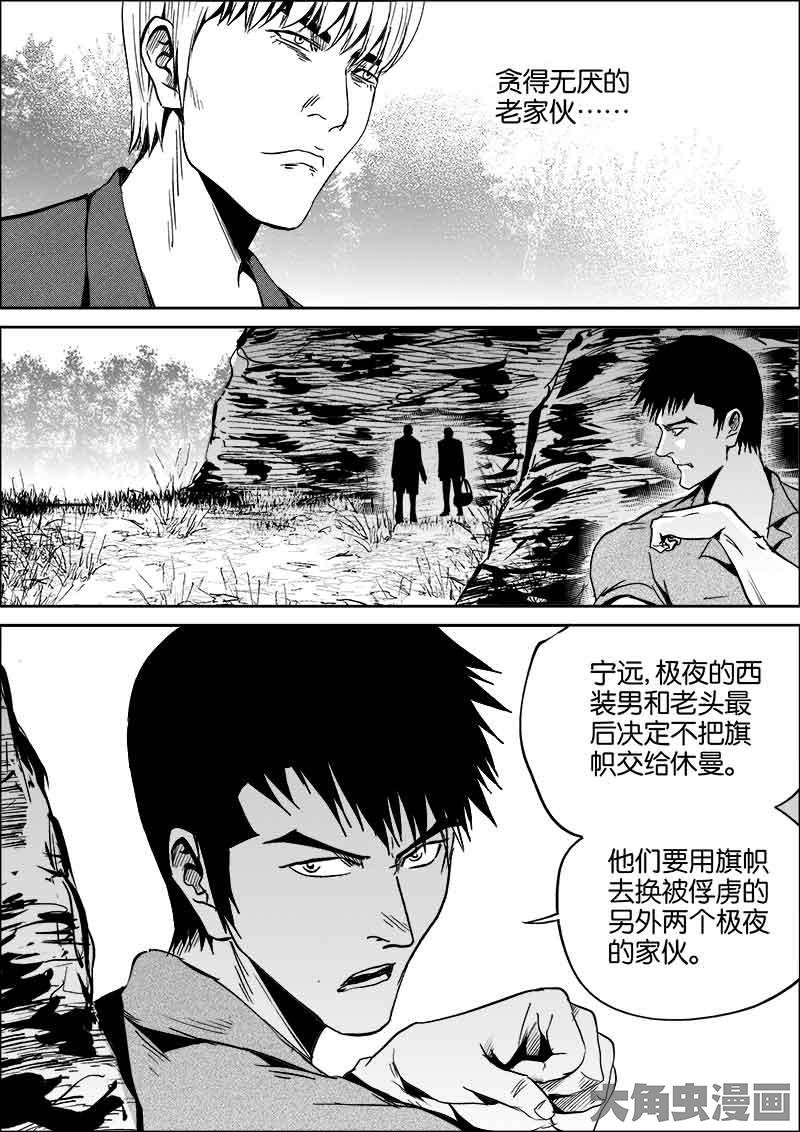 贪得无厌的
老家伙……
宁远,极夜的西
装男和老头最
后决定不把旗
帜交给休曼。
他们要用旗帜
去换被俘虏的
另外两个极夜
的家伙。
大角虫漫画